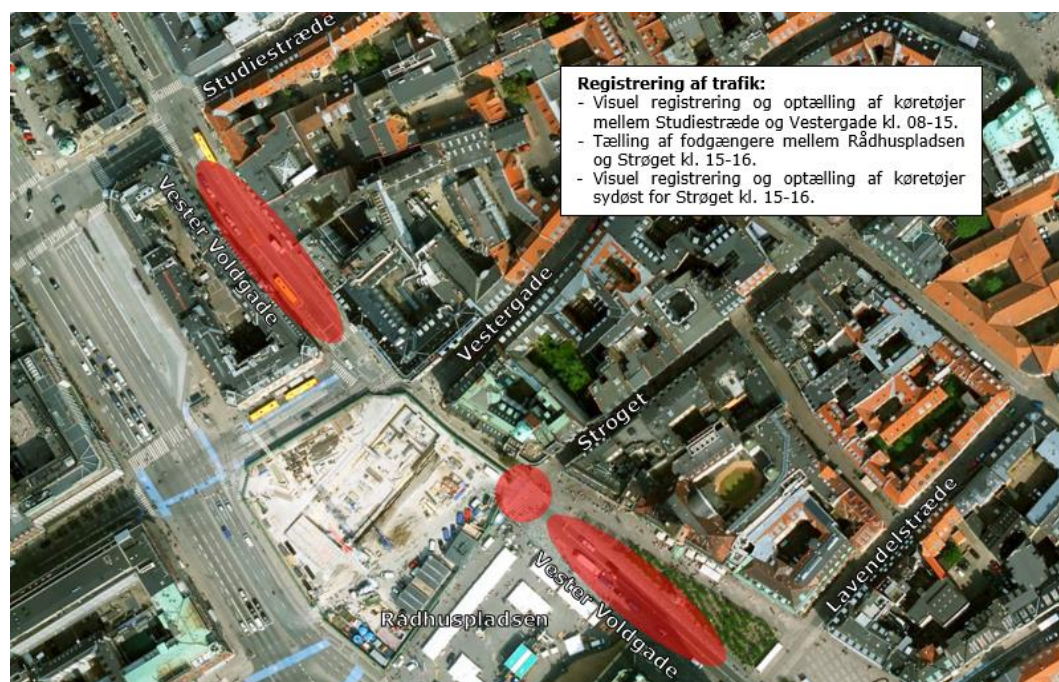 Studiestræde
Registrering af trafik:
- Visuel registrering og optælling af køretøjer
mellem Studiestræde og Vestergade kl. 08-15.
- Tælling af fodgængere mellem Rådhuspladsen
og Strøget kl. 15-16.
- Visuel registrering og optælling af køretøjer
sydøst for Strøget kl. 15-16.
Vester Voldgade
Vestergade
Strøget
Lavendelstræde
Vester Voldgade
Rådhuspladsen